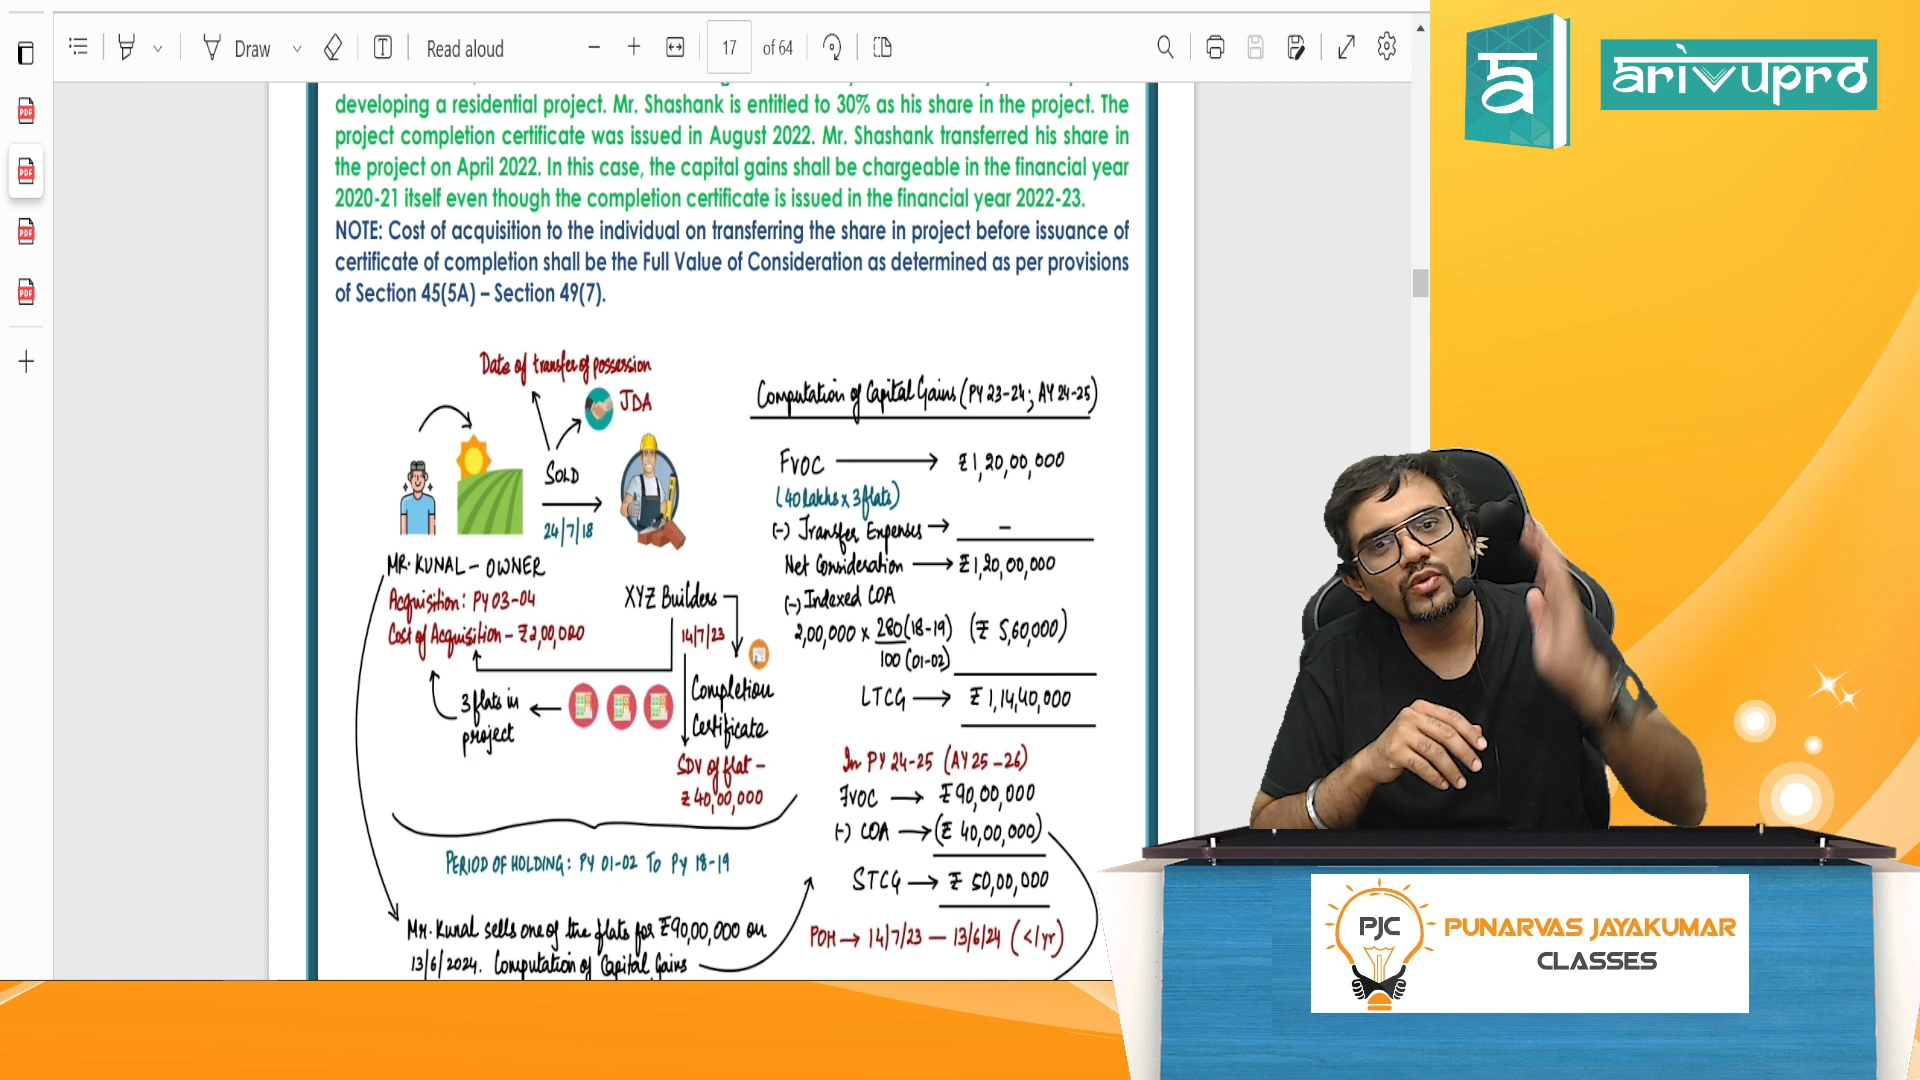 Draw
Read aloud
17
of 64
developing a residential project. Mr. Shashank is entitled to 30% as his share in the project. The
project completion certificate was issued in August 2022. Mr. Shashank transferred his share in
the project on April 2022. In this case, the capital gains shall be chargeable in the financial year
2020-21 itself even though the completion certificate is issued in the financial year 2022-23.
NOTE: Cost of acquisition to the individual on transferring the share in project before issuance of
certificate of completion shall be the Full Value of Consideration as determined as per provisions
of Section 45(5A) – Section 49(7).
Date of transfer of possession
JDA
SOLD
24/7/18
MR. KUNAL – OWNER
Acquisition: PY 03-04
Cost of Acquisition – ₹2,00,000
XYZ Builders
14/7/23
3 flats in
project
Completion
Certificate
SDV of flat –
₹40,00,000
PERIOD OF HOLDING: PY 01-02 To PY 18-19
Mr. Kunal sells one of the flats for ₹90,00,000 on
13/6/2024. Computation of Capital Gains
Computation of Capital Gains (PY 23-24; AY 24-25)
FVOC → ₹1,20,00,000
(40 lakhs x 3 flats)
(-) Transfer Expenses → –
Net Consideration → ₹1,20,00,000
(-) Indexed COA
2,00,000 x 280 (18-19) (₹ 5,60,000)
100 (01-02)
LTCG → ₹ 1,14,40,000
In PY 24-25 (AY 25-26)
FVOC → ₹90,00,000
(-) COA → (₹ 40,00,000)
STCG → ₹ 50,00,000
POH → 14/7/23 – 13/6/24 (<1yr)
PDF
PDF
PDF
PDF
a
arivupro
PJC
PUNARVAS JAYAKUMAR
CLASSES